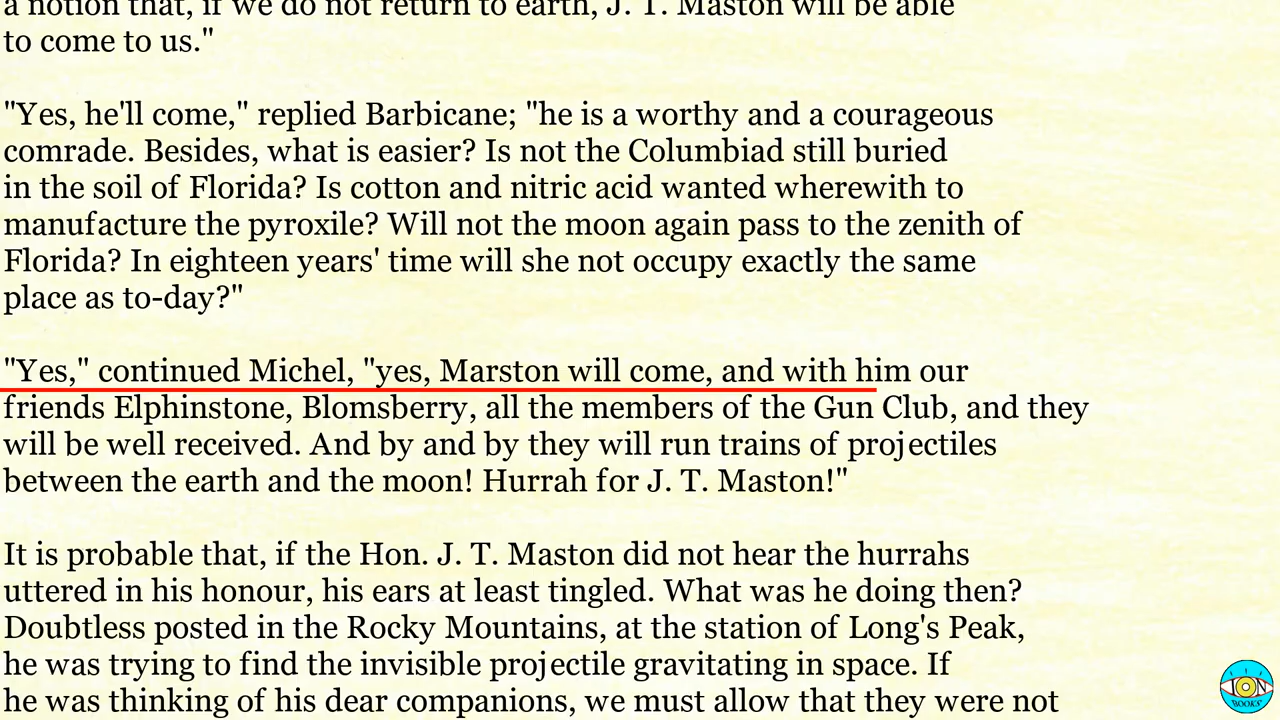 a notion that, if we do not return to earth, J. T. Maston will be able
to come to us."
"Yes, he'll come," replied Barbicane; "he is a worthy and a courageous
comrade. Besides, what is easier? Is not the Columbiad still buried
in the soil of Florida? Is cotton and nitric acid wanted wherewith to
manufacture the pyroxile? Will not the moon again pass to the zenith of
Florida? In eighteen years' time will she not occupy exactly the same
place as to-day?"
"Yes," continued Michel, "yes, Marston will come, and with him our
friends Elphinstone, Blomsberry, all the members of the Gun Club, and they
will be well received. And by and by they will run trains of projectiles
between the earth and the moon! Hurrah for J. T. Maston!"
It is probable that, if the Hon. J. T. Maston did not hear the hurrahs
uttered in his honour, his ears at least tingled. What was he doing then?
Doubtless posted in the Rocky Mountains, at the station of Long's Peak,
he was trying to find the invisible projectile gravitating in space. If
he was thinking of his dear companions, we must allow that they were not
ION
BOOKS